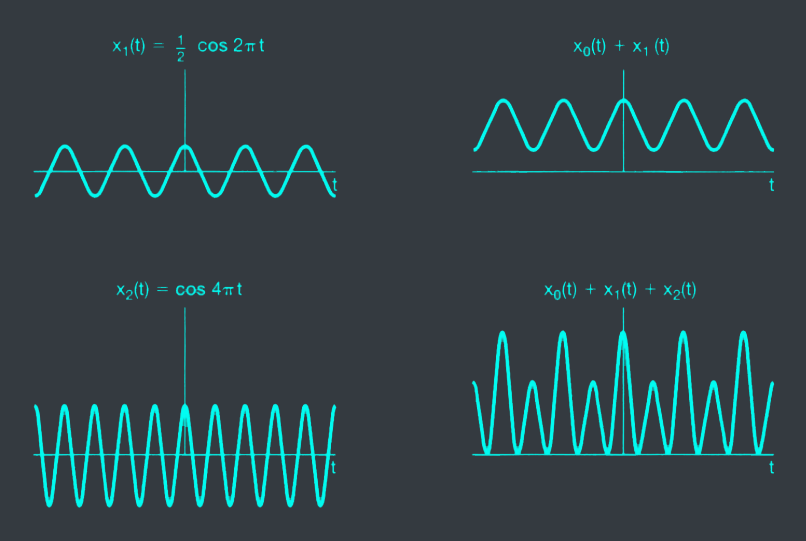 x₁(t) = 1/2 cos 2πt
t
x₀(t) + x₁ (t)
t
x₂(t) = cos 4πt
t
x₀(t) + x₁(t) + x₂(t)
t